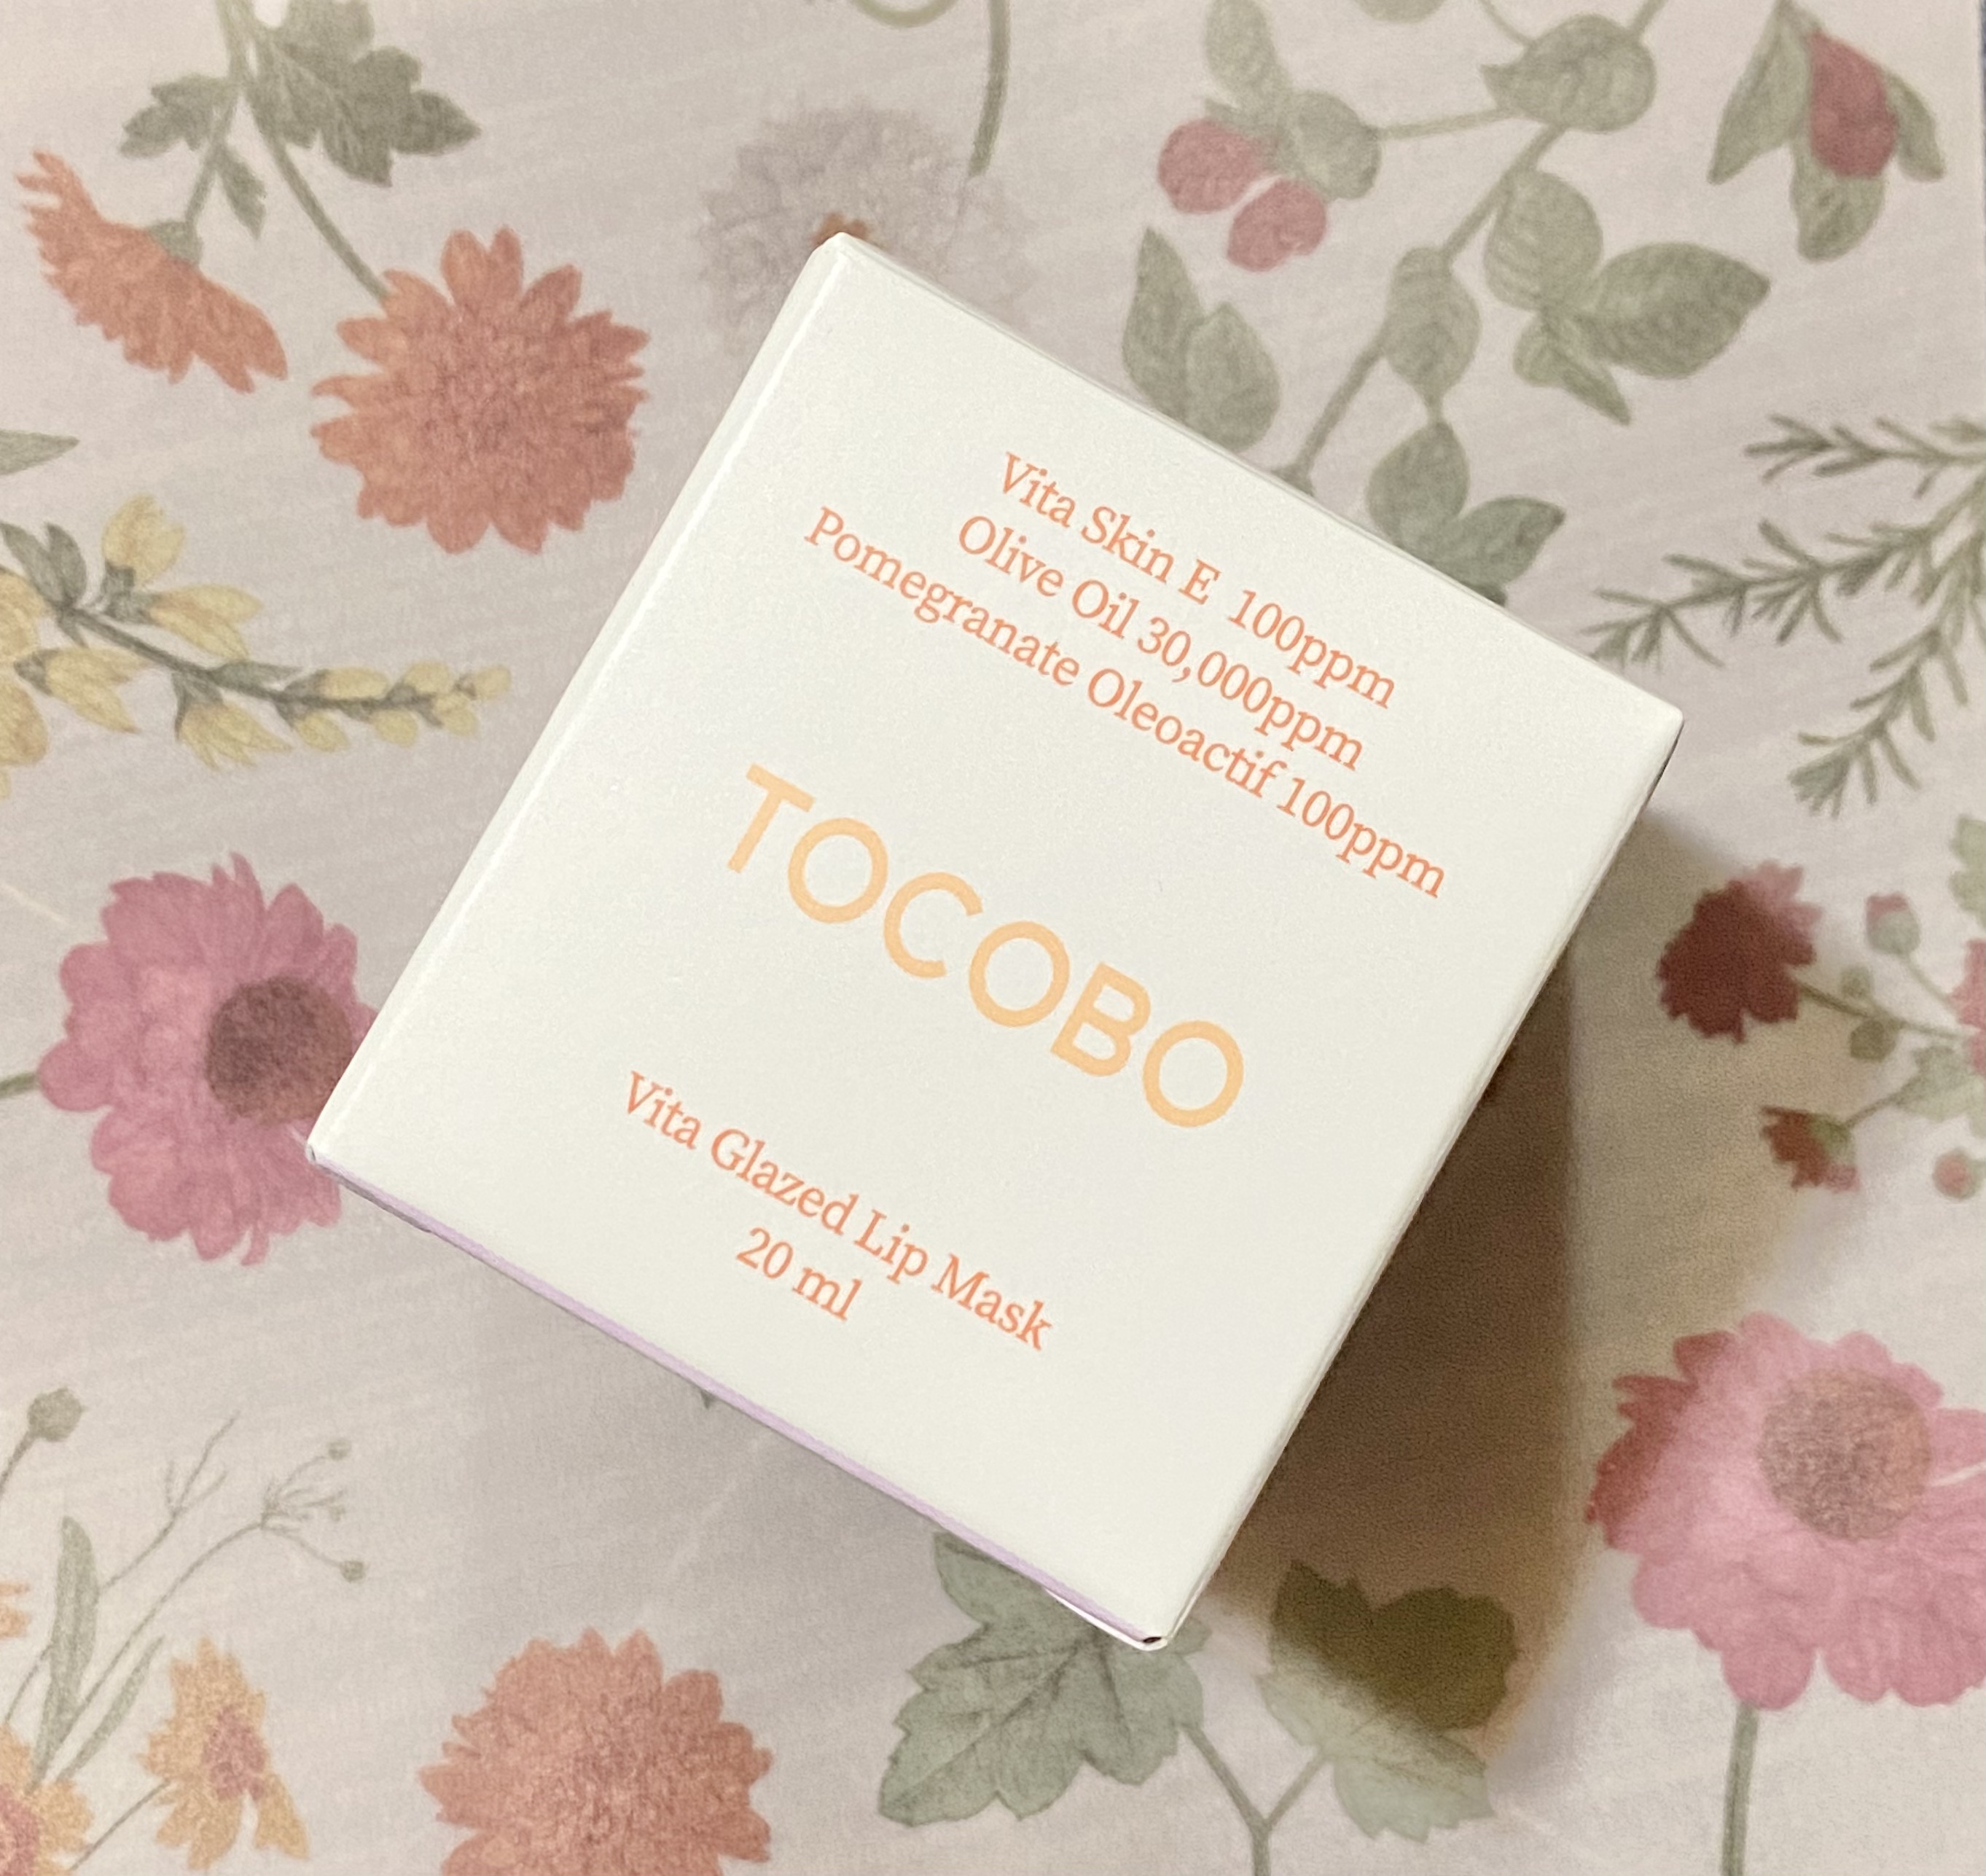 Vita Skin E 100ppm
Olive Oil 30,000ppm
Pomegranate Oleoactif 100ppm
TOCOBO
Vita Glazed Lip Mask
20 ml